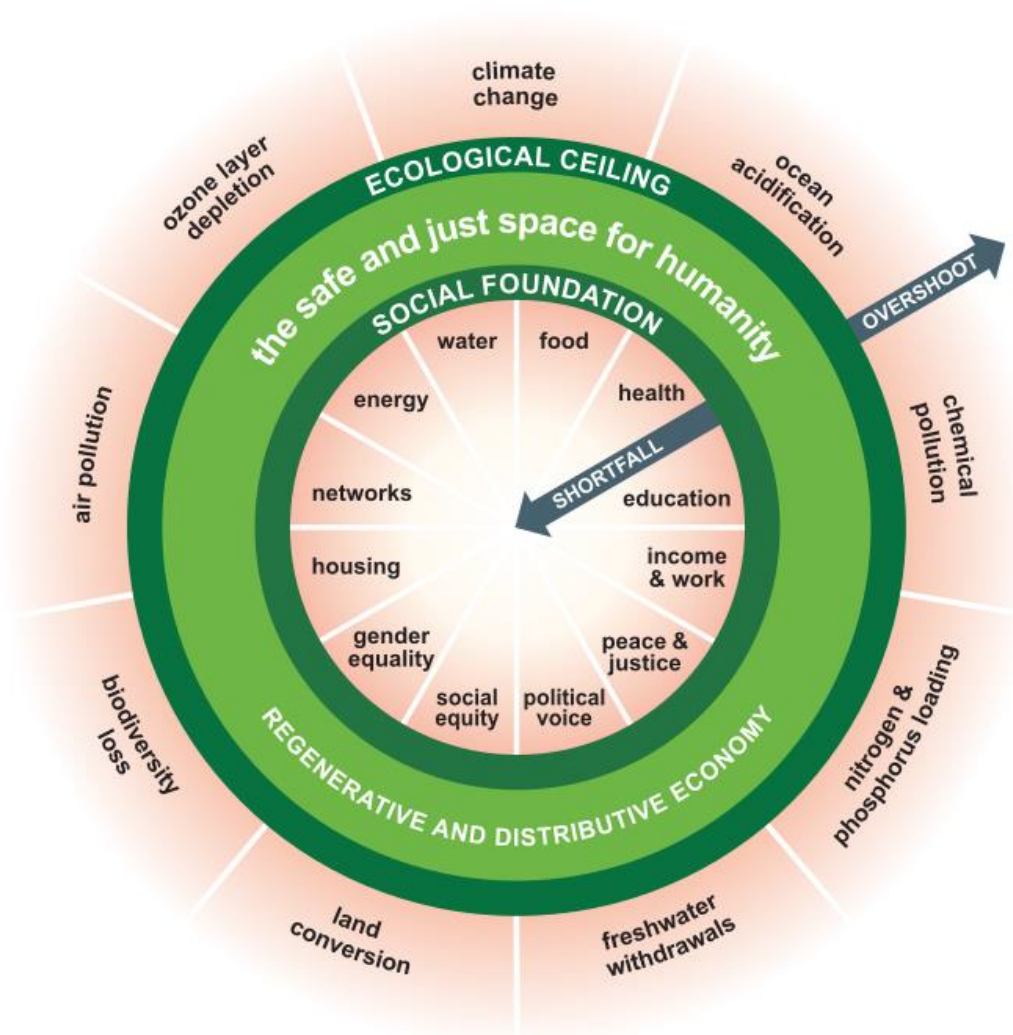 climate
change
ocean
acidification
chemical
pollution
nitrogen &
phosphorus loading
freshwater
withdrawals
land
conversion
biodiversity
loss
air pollution
ozone layer
depletion
ECOLOGICAL CEILING
the safe and just space for humanity
OVERSHOOT
SOCIAL FOUNDATION
water
food
health
SHORTFALL
education
income
& work
peace &
justice
political
voice
social
equity
gender
equality
housing
networks
energy
REGENERATIVE AND DISTRIBUTIVE ECONOMY